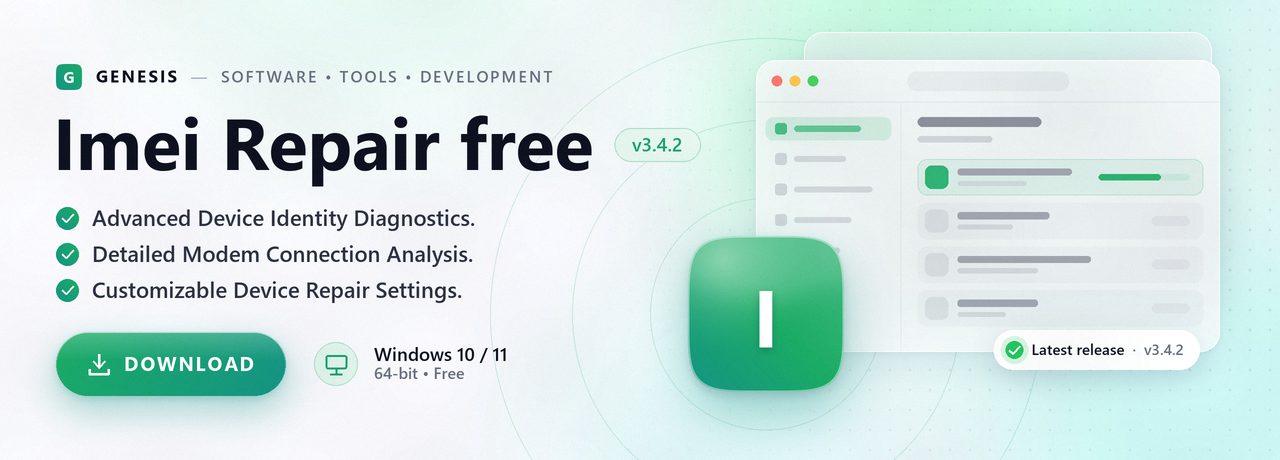 G GENESIS — SOFTWARE • TOOLS • DEVELOPMENT
Imei Repair free v3.4.2
Advanced Device Identity Diagnostics.
Detailed Modem Connection Analysis.
Customizable Device Repair Settings.
DOWNLOAD
Windows 10 / 11
64-bit • Free
I
Latest release · v3.4.2